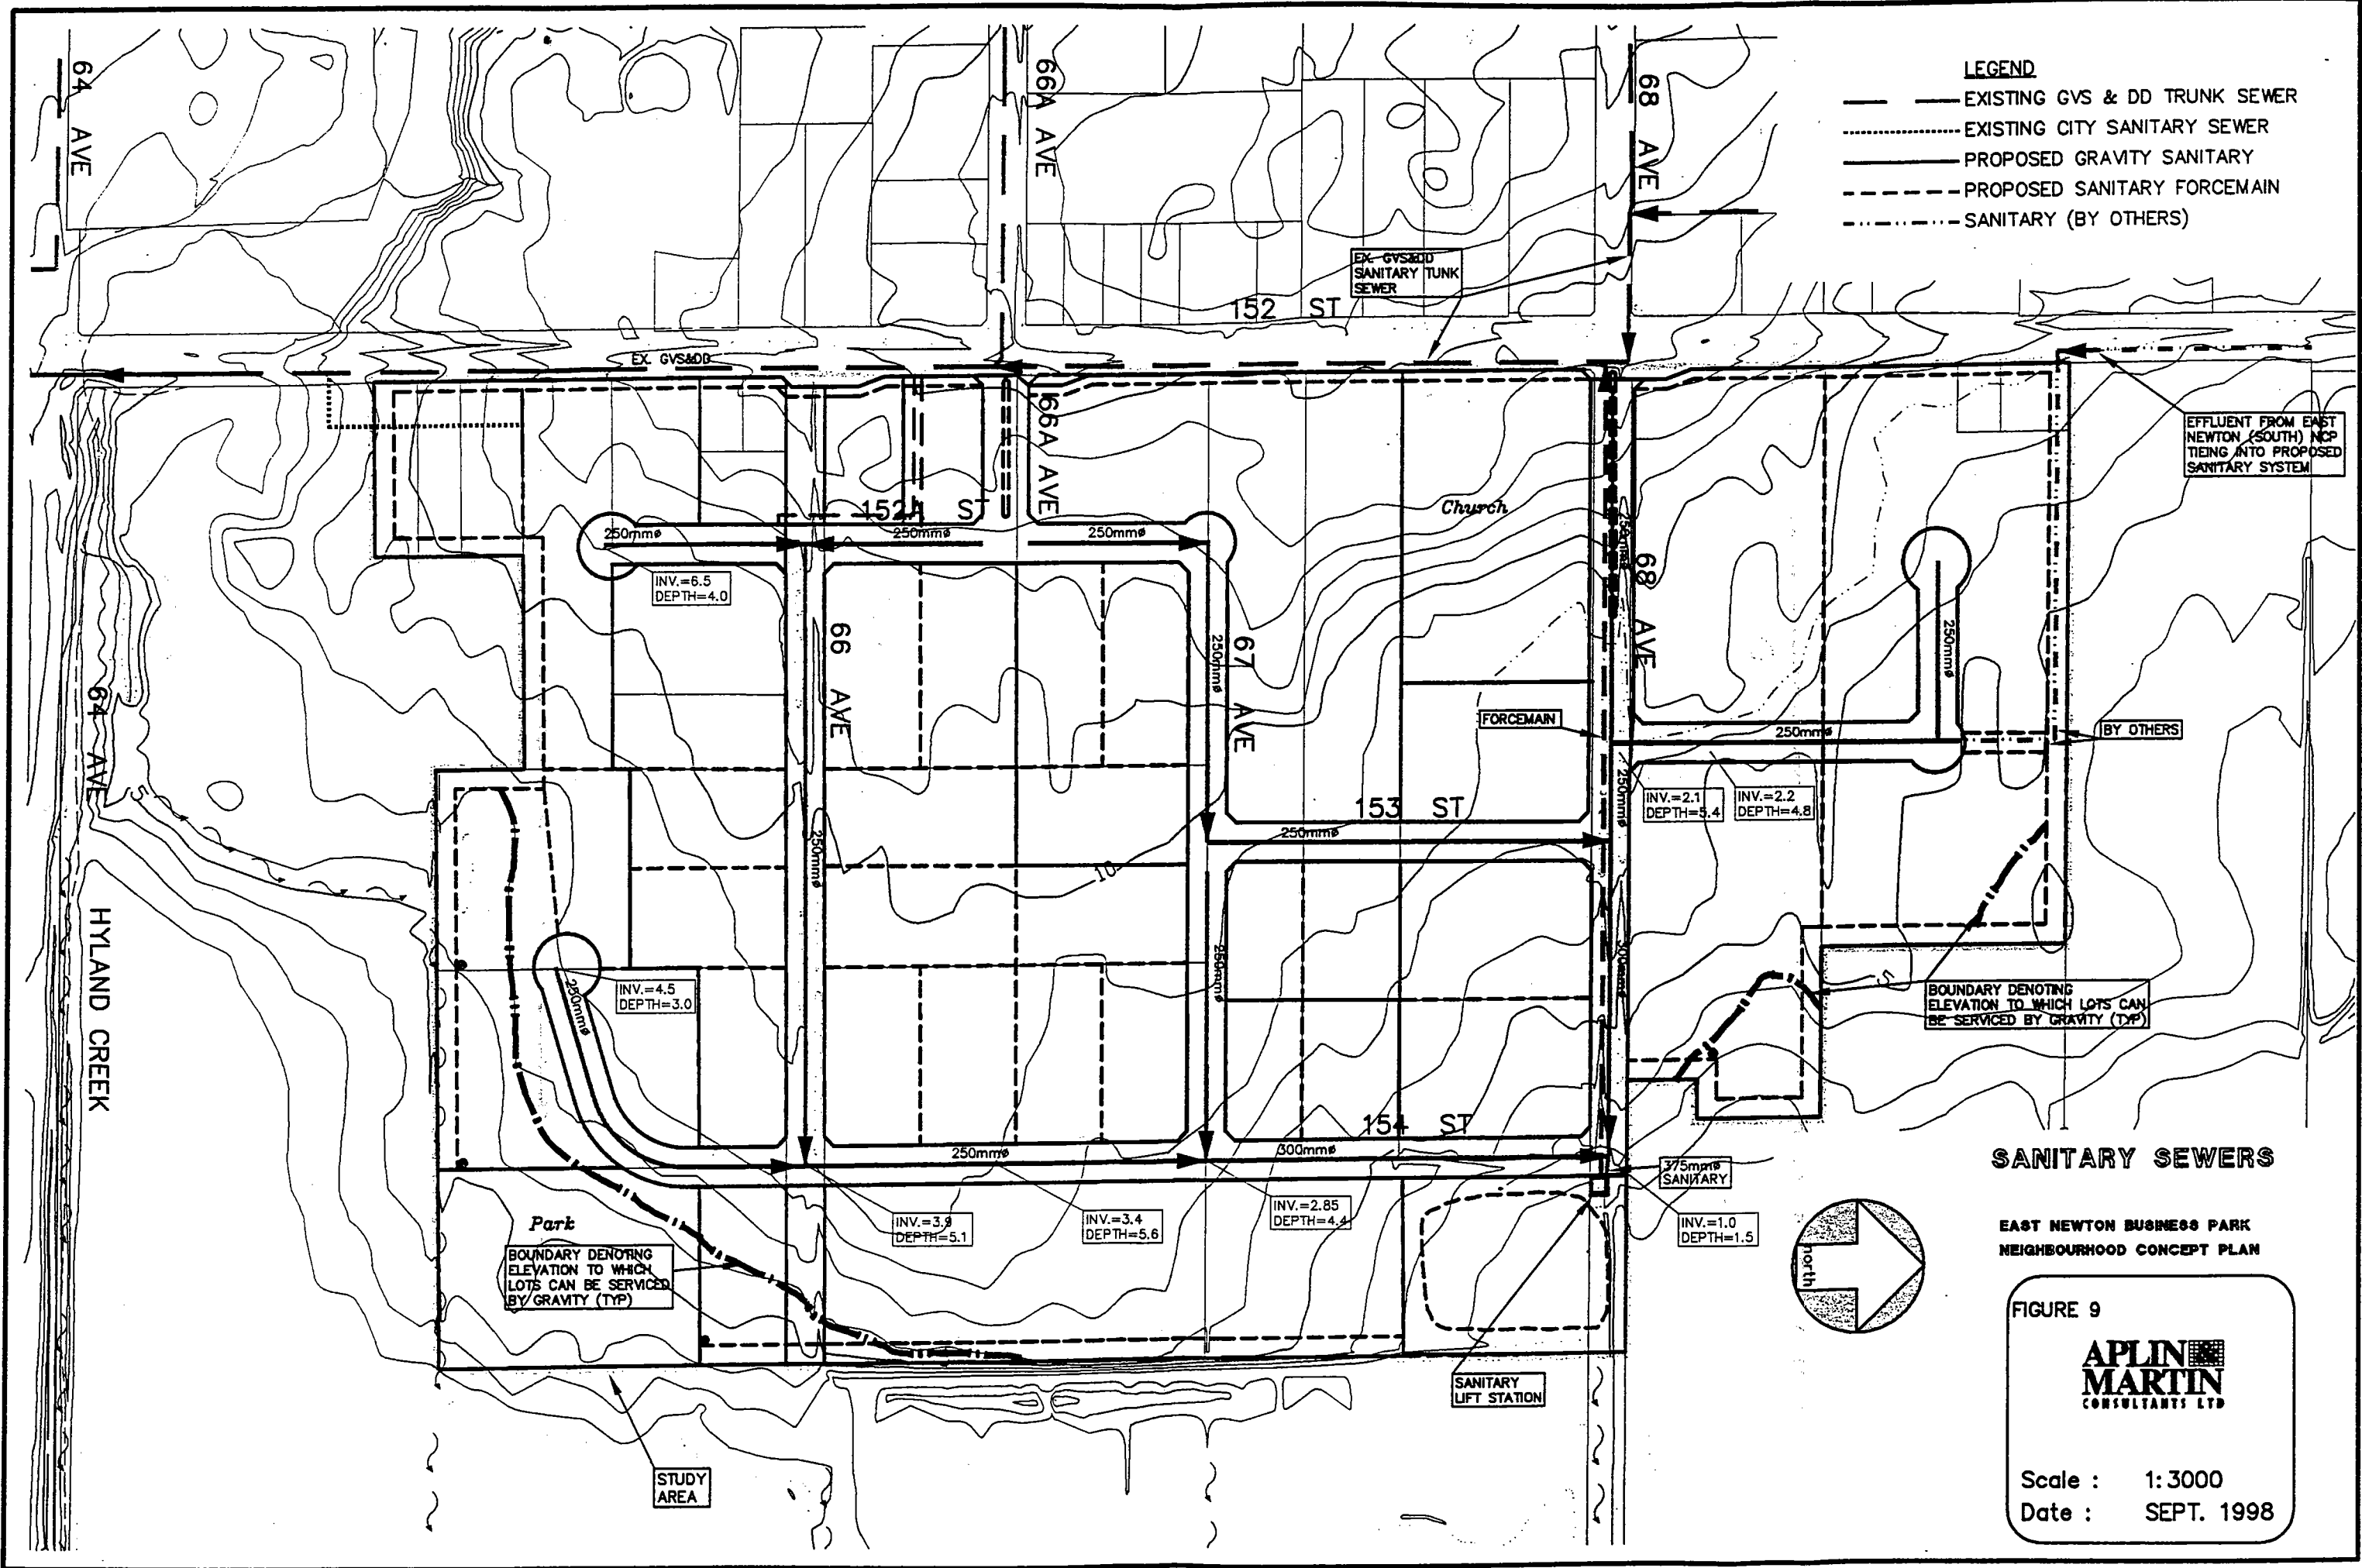 LEGEND
EXISTING GVS & DD TRUNK SEWER
EXISTING CITY SANITARY SEWER
PROPOSED GRAVITY SANITARY
PROPOSED SANITARY FORCEMAIN
SANITARY (BY OTHERS)
64 AVE
66A AVE
68 AVE
EX. GVS&DD
SANITARY TUNK
SEWER
152 ST
EX. GVS&DD
EFFLUENT FROM EAST
NEWTON (SOUTH) NCP
TIEING INTO PROPOSED
SANITARY SYSTEM
66A AVE
Church
152A ST
250mmø
250mmø
250mmø
250mmø
INV.=6.5
DEPTH=4.0
66 AVE
67 AVE
68 AVE
250mmø
250mmø
FORCEMAIN
250mmø
BY OTHERS
64 AVE
250mmø
INV.=2.1
DEPTH=5.4
INV.=2.2
DEPTH=4.8
153 ST
250mmø
250mmø
10
HYLAND CREEK
250mmø
300mmø
5
INV.=4.5
DEPTH=3.0
250mmø
BOUNDARY DENOTING
ELEVATION TO WHICH LOTS CAN
BE SERVICED BY GRAVITY (TYP)
154 ST
250mmø
300mmø
375mmø
SANITARY
INV.=3.9
DEPTH=5.1
INV.=3.4
DEPTH=5.6
INV.=2.85
DEPTH=4.4
INV.=1.0
DEPTH=1.5
Park
BOUNDARY DENOTING
ELEVATION TO WHICH
LOTS CAN BE SERVICED
BY GRAVITY (TYP)
SANITARY
LIFT STATION
STUDY
AREA
SANITARY SEWERS
north
EAST NEWTON BUSINESS PARK
NEIGHBOURHOOD CONCEPT PLAN
FIGURE 9
APLIN &
MARTIN
CONSULTANTS LTD
Scale : 1:3000
Date : SEPT. 1998